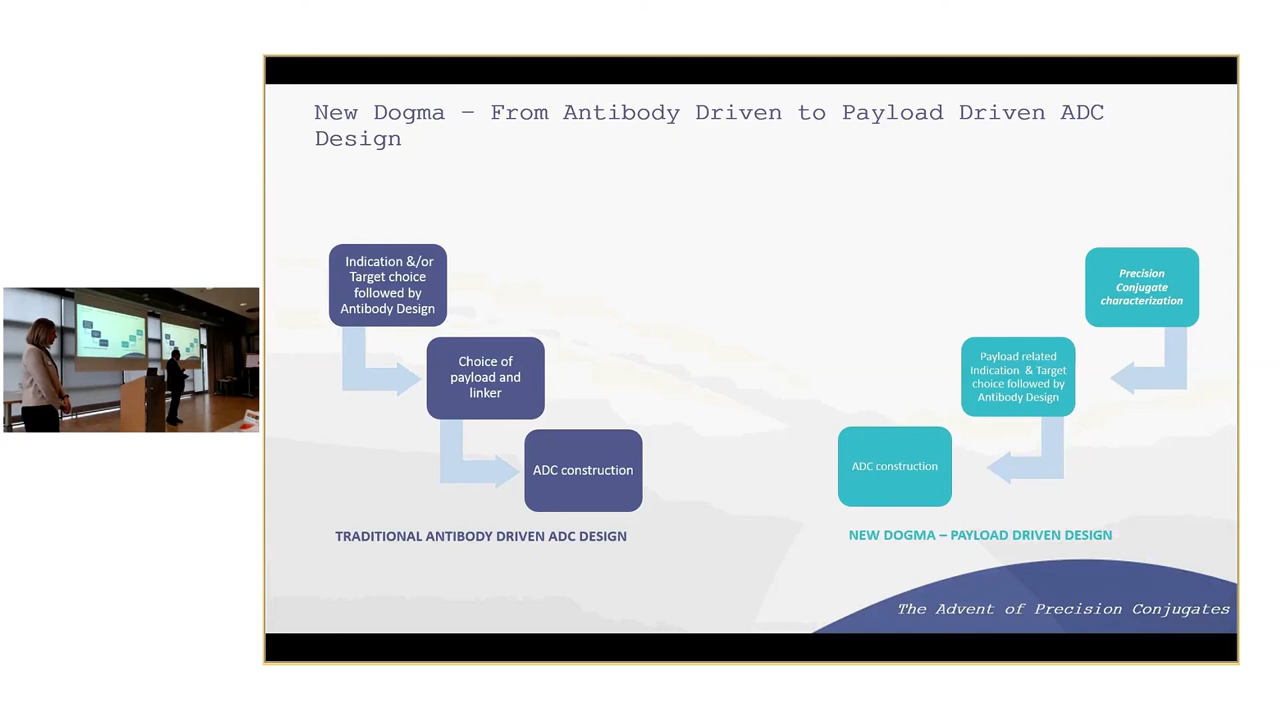 New Dogma – From Antibody Driven to Payload Driven ADC
Design
Indication &/or
Target choice
followed by
Antibody Design
Choice of
payload and
linker
ADC construction
TRADITIONAL ANTIBODY DRIVEN ADC DESIGN
Precision
Conjugate
characterization
Payload related
Indication & Target
choice followed by
Antibody Design
ADC construction
NEW DOGMA – PAYLOAD DRIVEN DESIGN
The Advent of Precision Conjugates